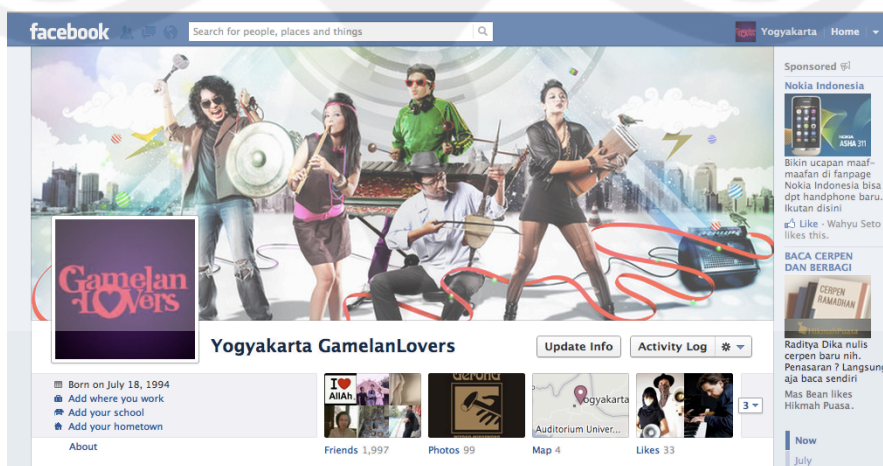 facebook
Search for people, places and things
Yogyakarta
Home
Gamelan
Lovers
Yogyakarta GamelanLovers
Update Info
Activity Log
Born on July 18, 1994
Add where you work
Add your school
Add your hometown
About
I
AllAh
Friends 1,997
Photos 99
Yogyakarta
Auditorium Univer...
Map 4
Likes 33
3
Sponsored
Nokia Indonesia
NOKIA
ASHA 311
Bikin ucapan maaf-
maafan di fanpage
Nokia Indonesia bisa
dpt handphone baru.
Ikutan disini
Like · Wahyu Seto
likes this.
BACA CERPEN
DAN BERBAGI
CERPEN
RAMADHAN
HikmahPuasa
Raditya Dika nulis
cerpen baru nih.
Penasaran ? Langsung
aja baca sendiri
Mas Bean likes
Hikmah Puasa.
Now
July